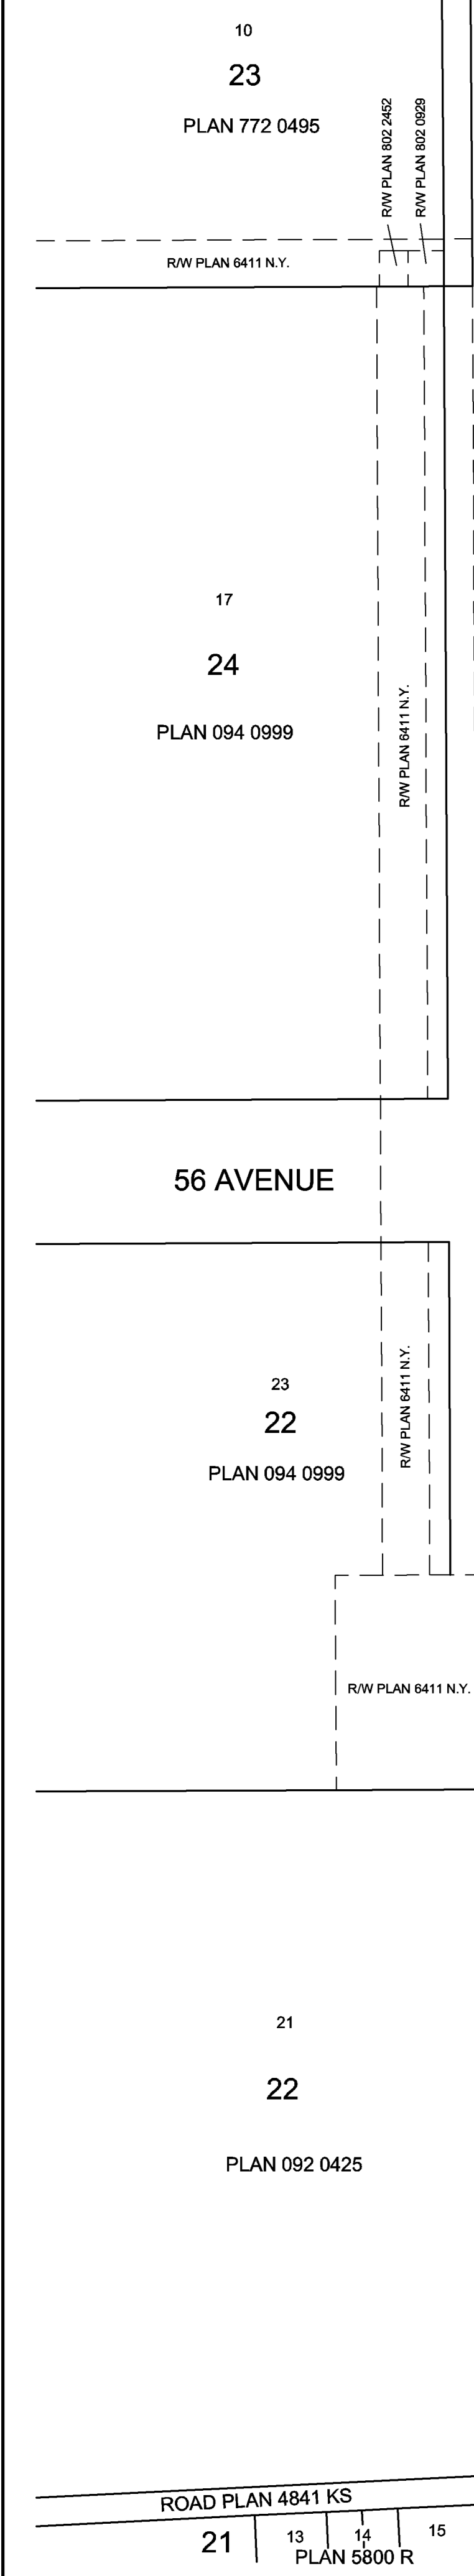 10
23
PLAN 772 0495
R/W PLAN 802 2452
R/W PLAN 802 0929
R/W PLAN 6411 N.Y.
17
24
PLAN 094 0999
R/W PLAN 6411 N.Y.
56 AVENUE
23
22
PLAN 094 0999
R/W PLAN 6411 N.Y.
R/W PLAN 6411 N.Y.
21
22
PLAN 092 0425
ROAD PLAN 4841 KS
21 13 14 15
PLAN 5800 R